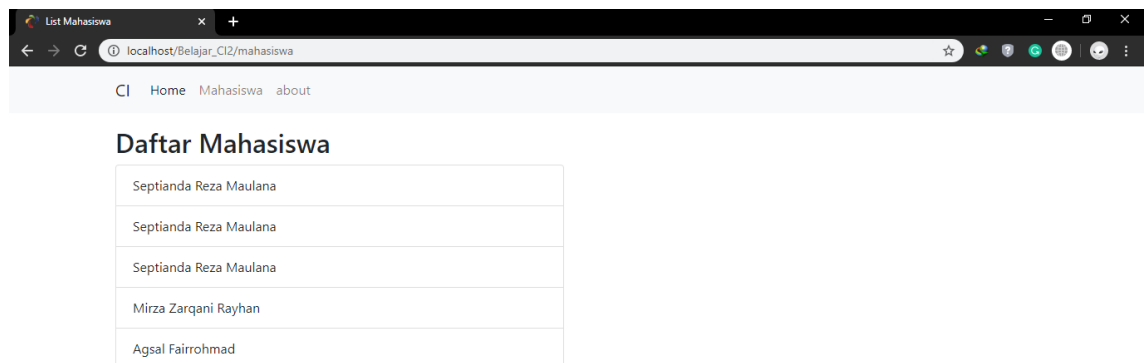 List Mahasiswa
localhost/Belajar_CI2/mahasiswa
CI Home Mahasiswa about
Daftar Mahasiswa
Septianda Reza Maulana
Septianda Reza Maulana
Septianda Reza Maulana
Mirza Zarqani Rayhan
Agsal Fairrohmad